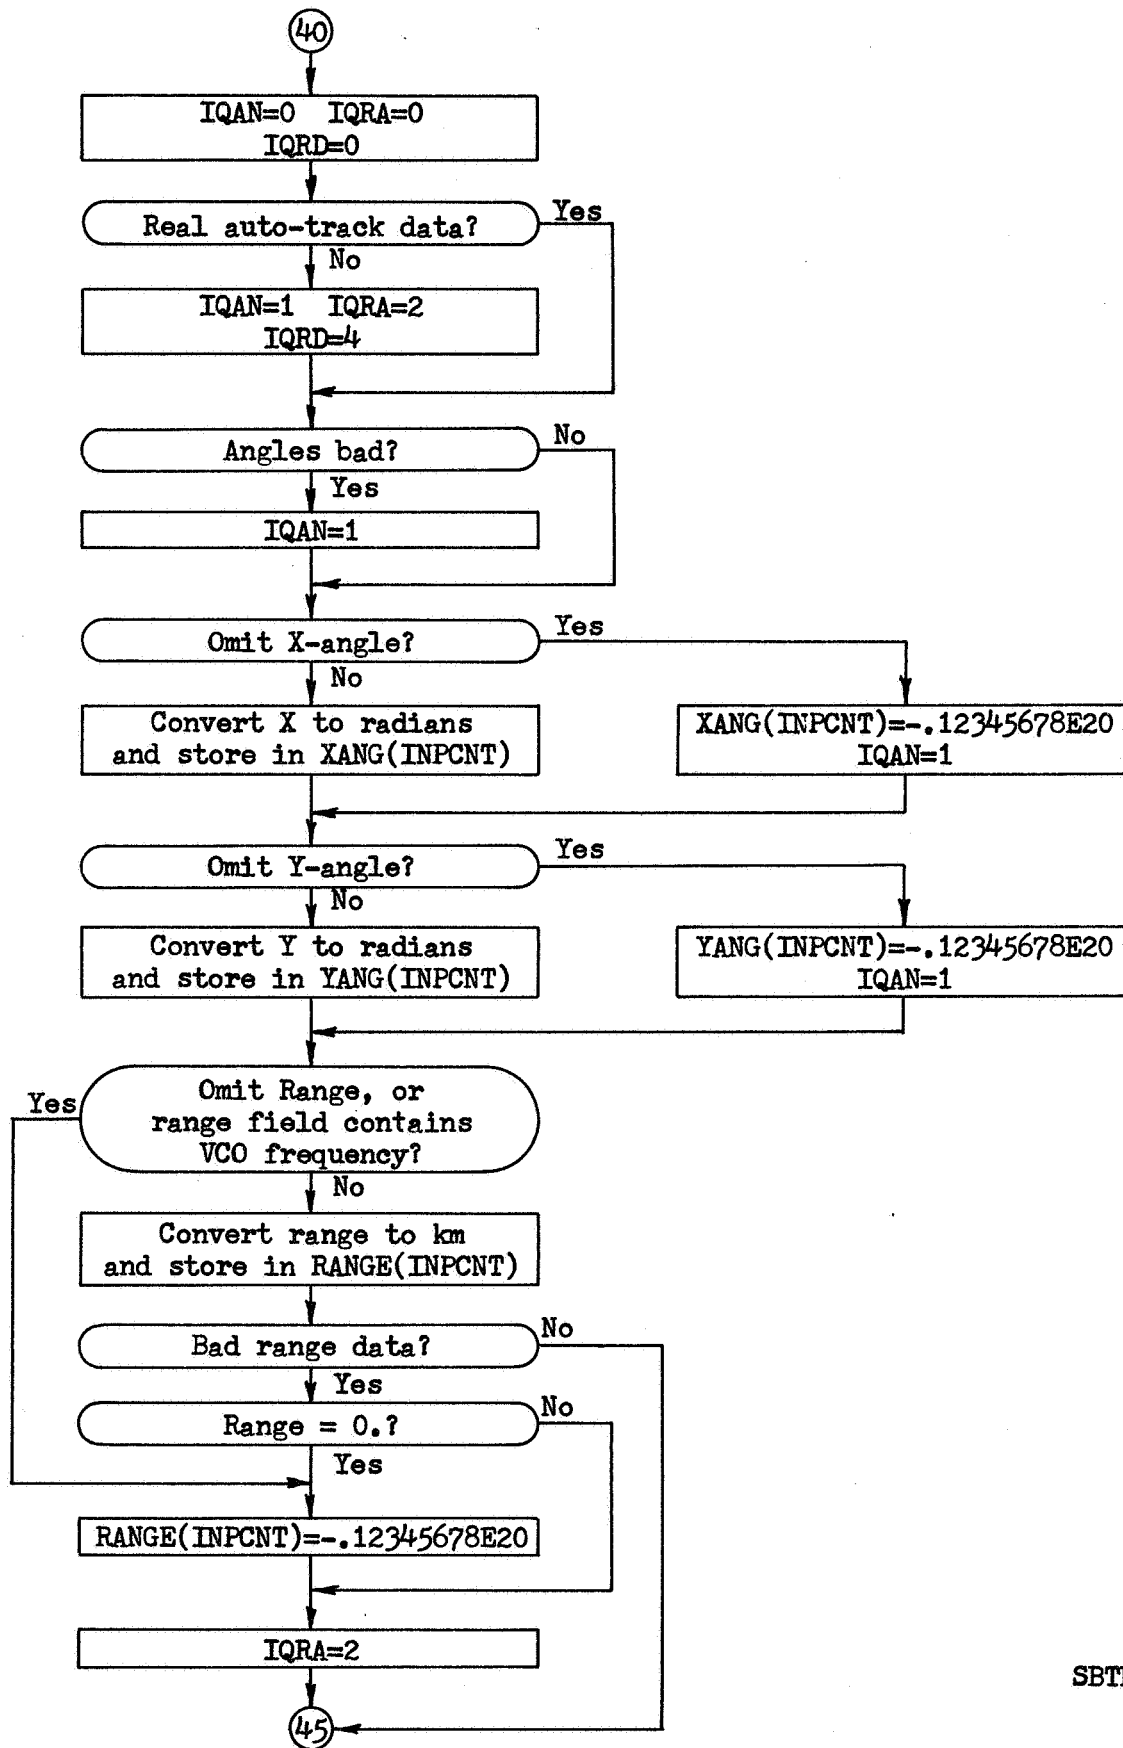 40
IQAN=0 IQRA=0
IQRD=0
Real auto-track data?
Yes
No
IQAN=1 IQRA=2
IQRD=4
Angles bad?
No
Yes
IQAN=1
Omit X-angle?
Yes
No
Convert X to radians
and store in XANG(INPCNT)
XANG(INPCNT)=-.12345678E20
IQAN=1
Omit Y-angle?
Yes
No
Convert Y to radians
and store in YANG(INPCNT)
YANG(INPCNT)=-.12345678E20
IQAN=1
Omit Range, or
range field contains
VCO frequency?
Yes
No
Convert range to km
and store in RANGE(INPCNT)
Bad range data?
No
Yes
Range = 0.?
No
Yes
RANGE(INPCNT)=-.12345678E20
IQRA=2
45